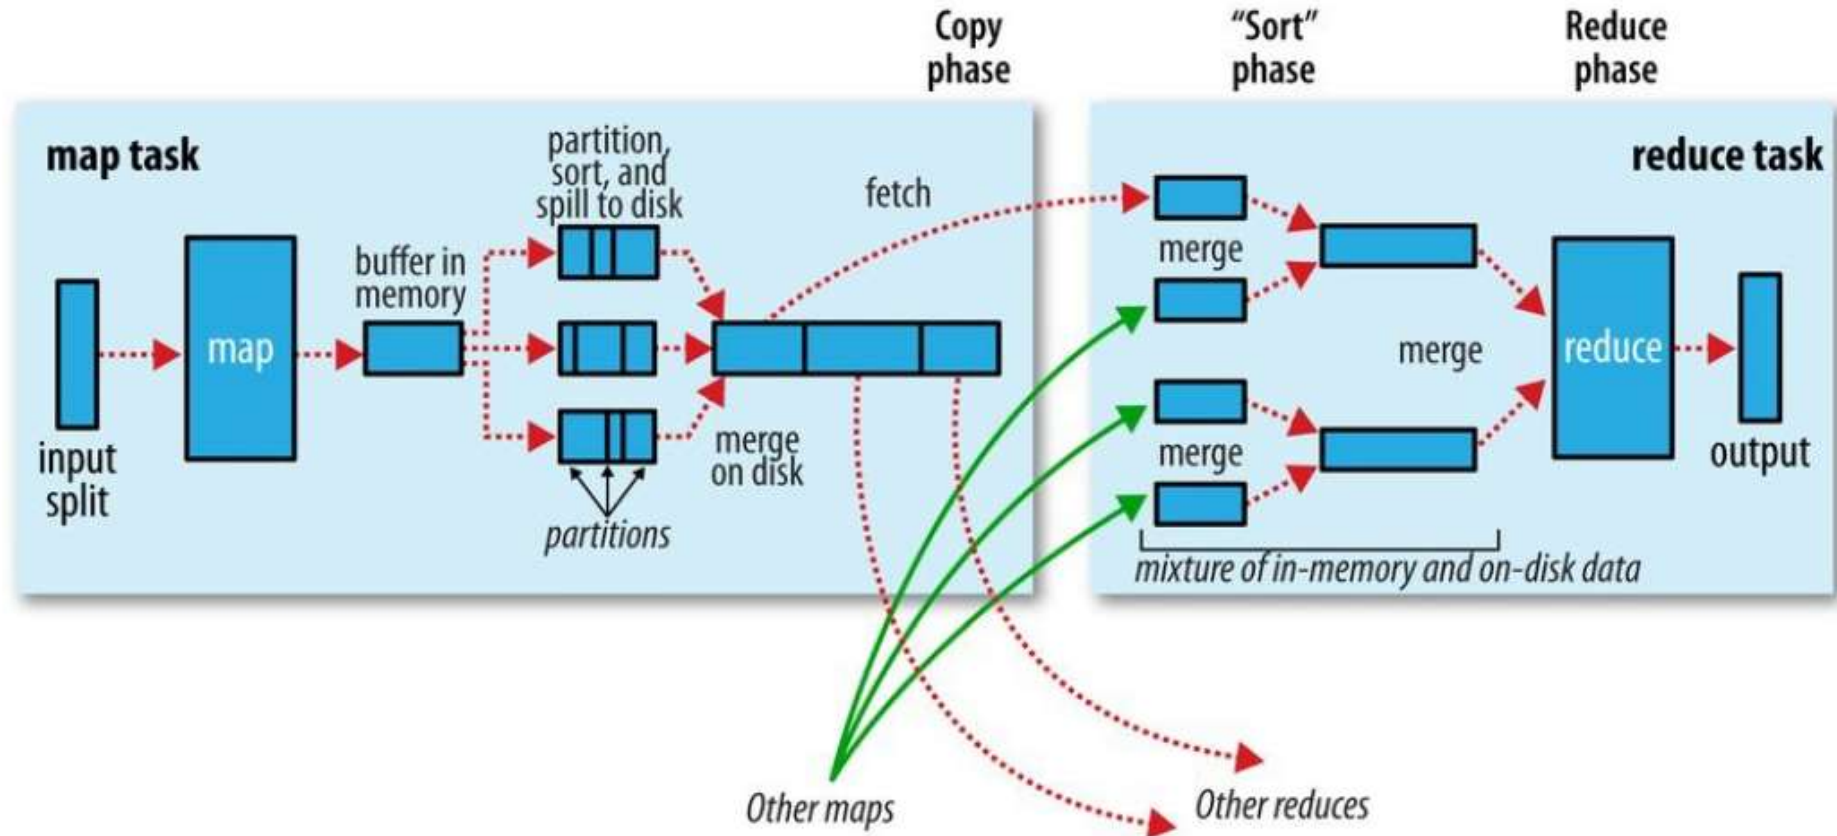 Copy
phase
“Sort”
phase
Reduce
phase
map task
partition,
sort, and
spill to disk
fetch
reduce task
buffer in
memory
merge
map
merge
reduce
input
split
merge
on disk
merge
output
partitions
mixture of in-memory and on-disk data
Other maps
Other reduces